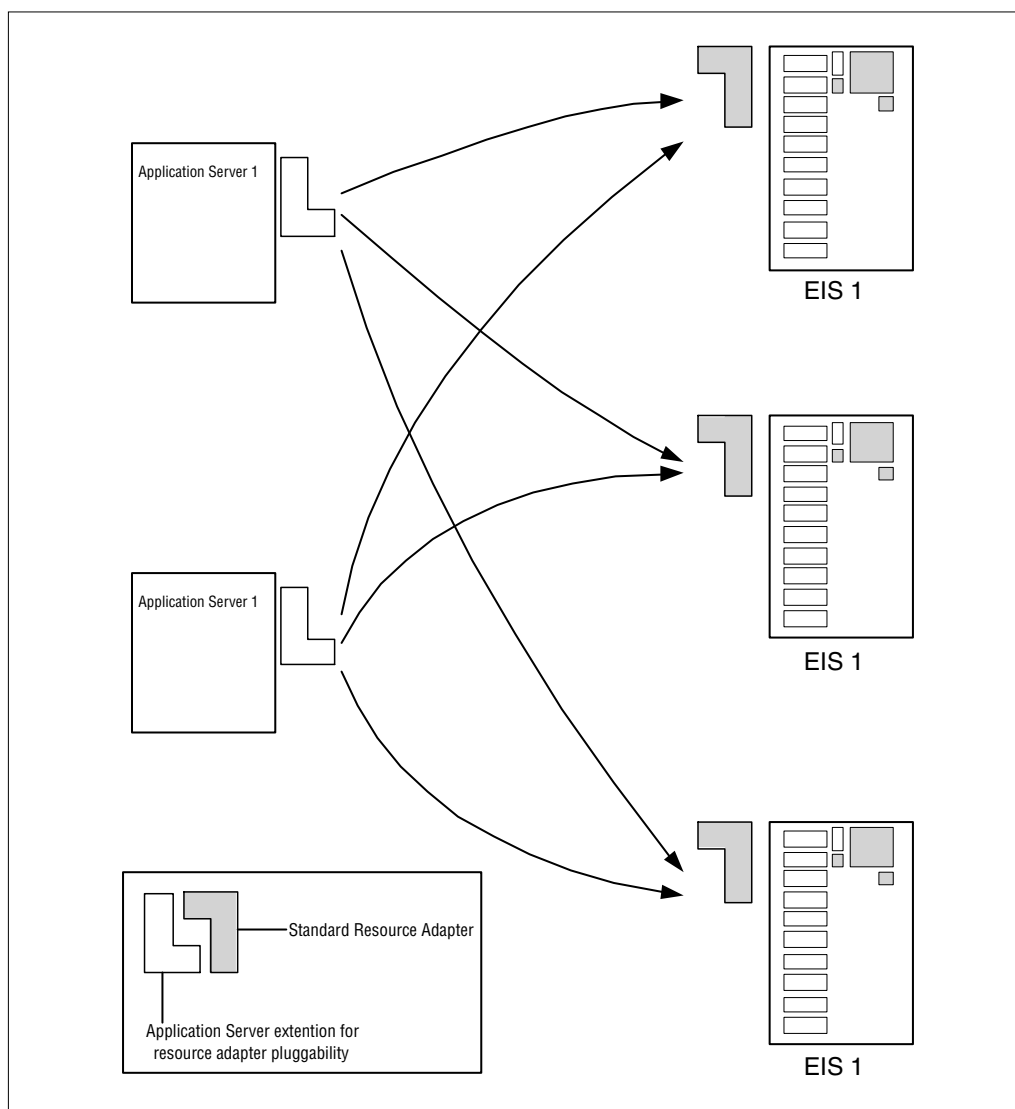 Application Server 1
EIS 1
Application Server 1
EIS 1
Standard Resource Adapter
Application Server extention for
resource adapter pluggability
EIS 1